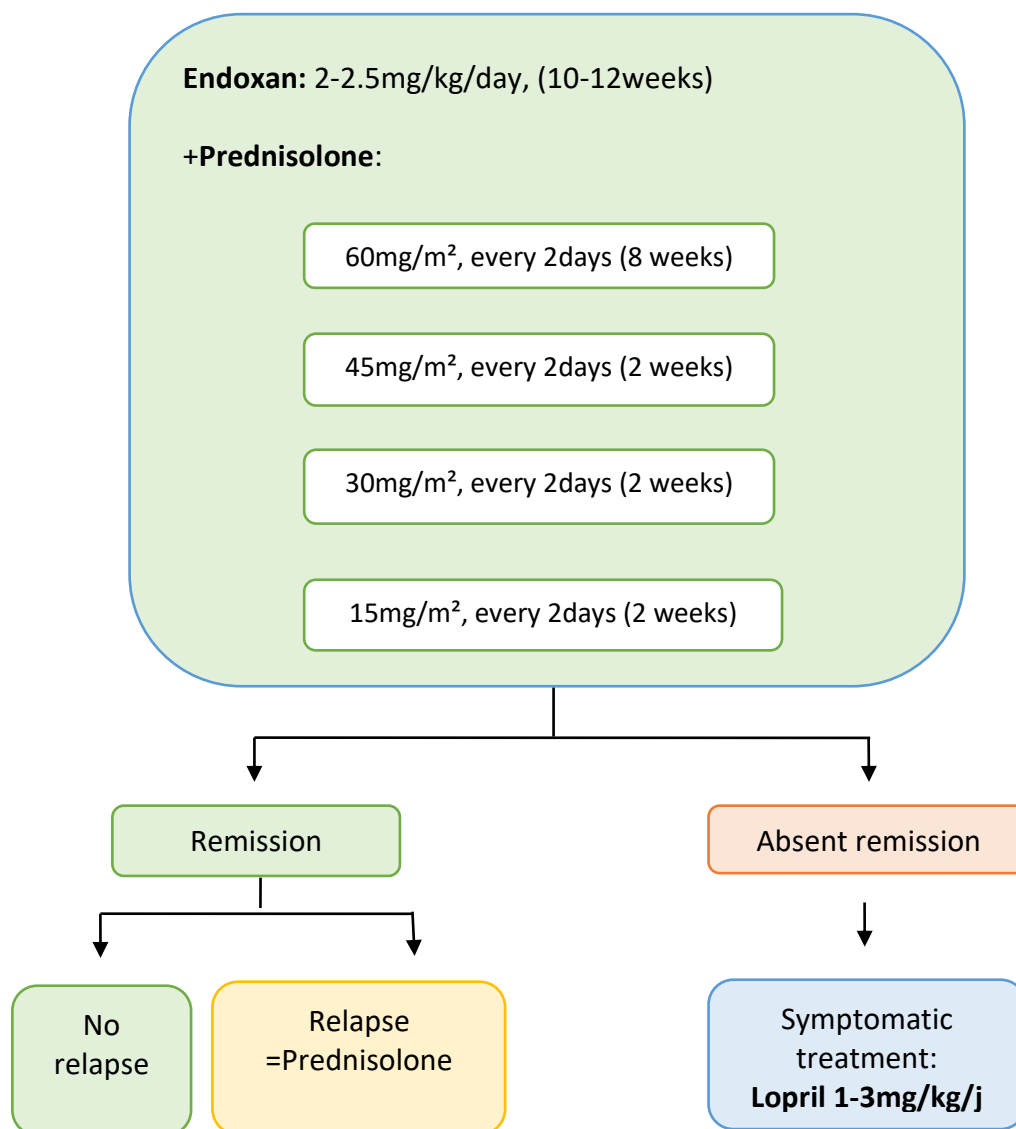 Endoxan: 2-2.5mg/kg/day, (10-12weeks)
+Prednisolone:
60mg/m², every 2days (8 weeks)
45mg/m², every 2days (2 weeks)
30mg/m², every 2days (2 weeks)
15mg/m², every 2days (2 weeks)
Remission
Absent remission
No
relapse
Relapse
=Prednisolone
Symptomatic
treatment:
Lopril 1-3mg/kg/j